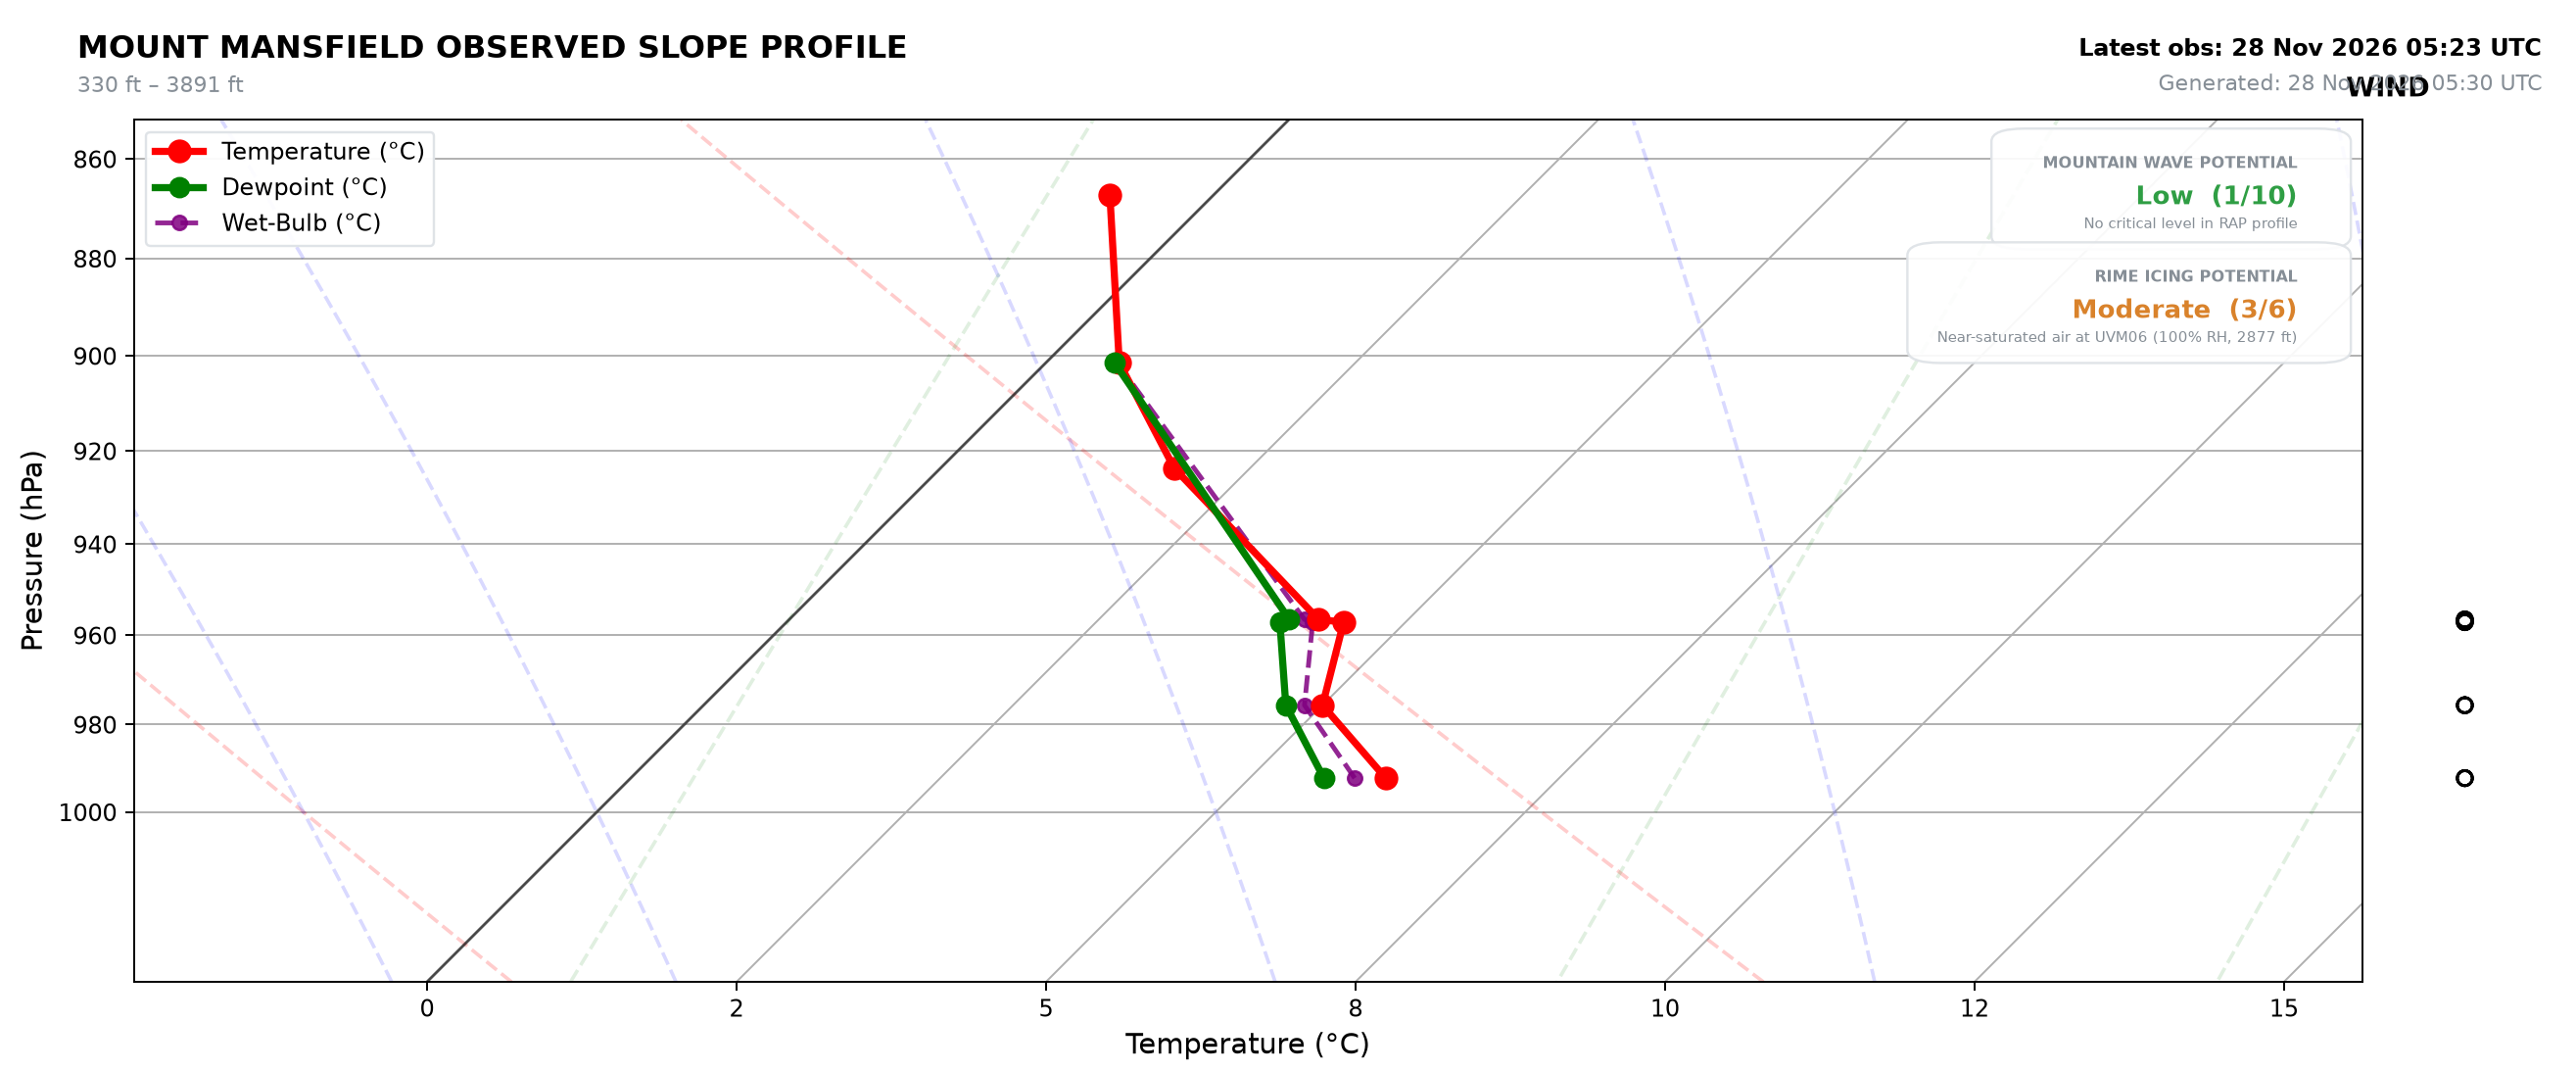 MOUNT MANSFIELD OBSERVED SLOPE PROFILE
330 ft – 3891 ft
Latest obs: 28 Nov 2026 05:23 UTC
Generated: 28 Nov 2026 05:30 UTC
WIND
Temperature (°C)
Dewpoint (°C)
Wet-Bulb (°C)
MOUNTAIN WAVE POTENTIAL
Low (1/10)
No critical level in RAP profile
RIME ICING POTENTIAL
Moderate (3/6)
Near-saturated air at UVM06 (100% RH, 2877 ft)
Pressure (hPa)
860
880
900
920
940
960
980
1000
0 2 5 8 10 12 15
Temperature (°C)